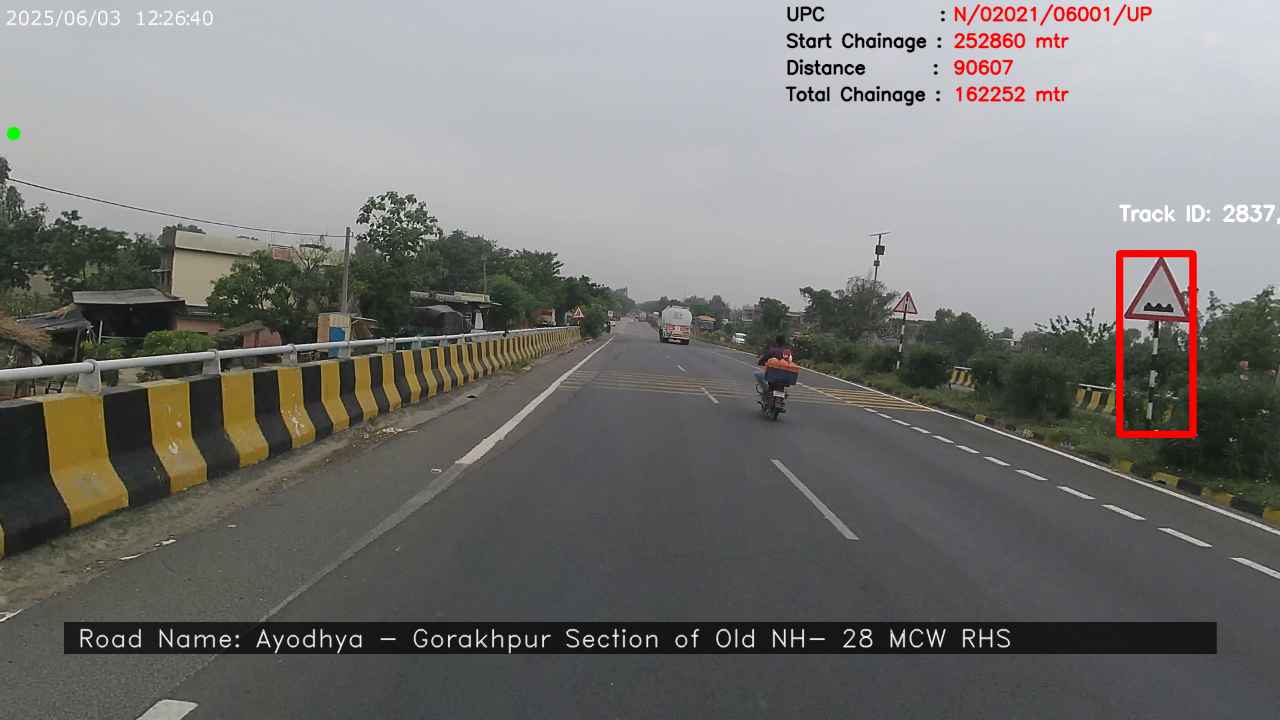 2025/06/03 12:26:40
UPC : N/02021/06001/UP
Start Chainage : 252860 mtr
Distance : 90607
Total Chainage : 162252 mtr
Track ID: 2837,
Road Name: Ayodhya - Gorakhpur Section of Old NH- 28 MCW RHS